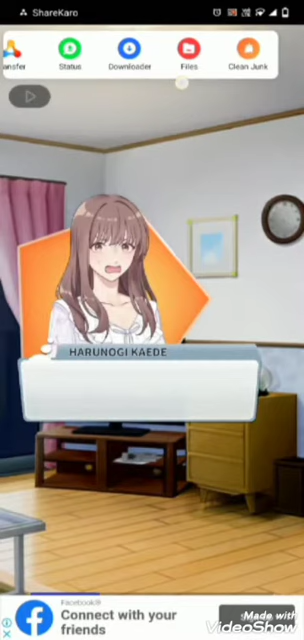 ShareKaro
ansfer
Status
Downloader
Files
Clean Junk
HARUNOGI KAEDE
Facebook®
Connect with your
friends
Made with
VideoShow